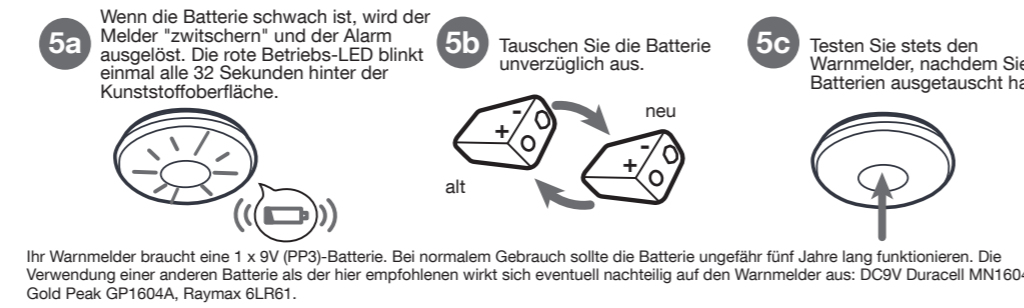 5a
Wenn die Batterie schwach ist, wird der
Melder "zwitschern" und der Alarm
ausgelöst. Die rote Betriebs-LED blinkt
einmal alle 32 Sekunden hinter der
Kunststoffoberfläche.
5b
Tauschen Sie die Batterie
unverzüglich aus.
alt
neu
+ -
+ -
5c
Testen Sie stets den
Warnmelder, nachdem Sie
Batterien ausgetauscht
Ihr Warnmelder braucht eine 1 x 9V (PP3)-Batterie. Bei normalem Gebrauch sollte die Batterie ungefähr fünf Jahre lang funktionieren. Die
Verwendung einer anderen Batterie als der hier empfohlenen wirkt sich eventuell nachteilig auf den Warnmelder aus: DC9V Duracell MN1604
Gold Peak GP1604A, Raymax 6LR61.